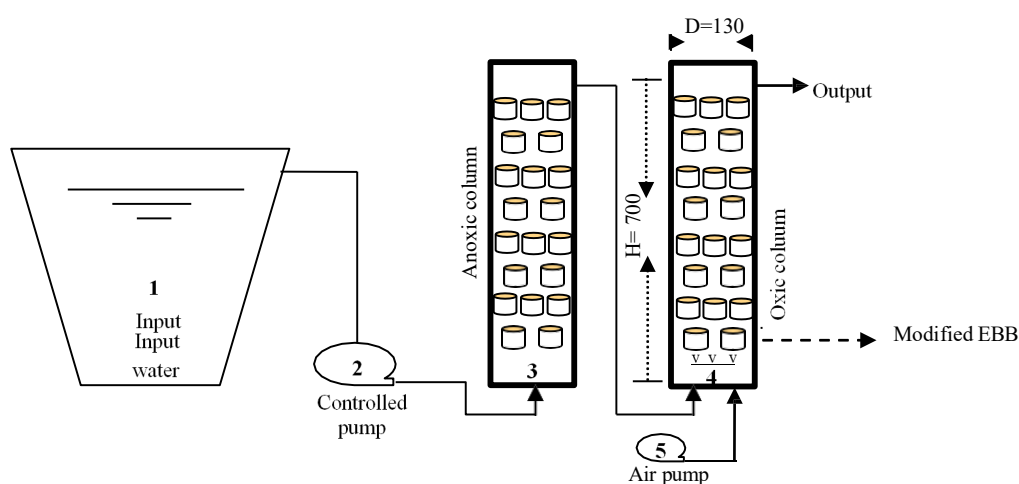 D=130
Output
Anoxic column
H= 700
Oxic coluum
1
Input
Input
water
2
Controlled
pump
3
v v v
4
Modified EBB
5
Air pump